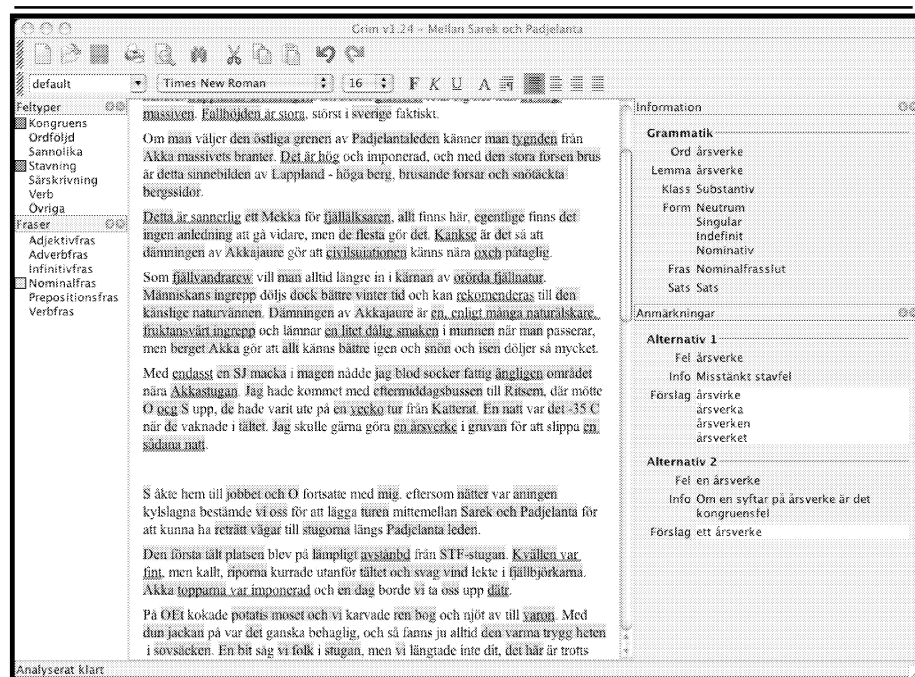 Grim v1.24 – Mellan Sarek och Padjelanta
default Times New Roman 16 F K U A
Feltyper
Kongruens
Ordföljd
Sannolika
Stavning
Särskrivning
Verb
Övriga
Fraser
Adjektivfras
Adverbfras
Infinitivfras
Nominalfras
Prepositionsfras
Verbfras
massiven. Fallhöjden är stora, störst i sverige faktiskt.
Om man väljer den östliga grenen av Padjelantaleden känner man tygnden från
Akka massivets branter. Det är hög och imponerad, och med den stora forsen brus
är detta sinnebilden av Lappland - höga berg, brusande forsar och snötäckta
bergssidor.
Detta är sannerlig ett Mekka för fjällälksaren, allt finns här, egentlige finns det
ingen anledning att gå vidare, men de flesta gör det. Kankse är det så att
dämningen av Akkajaure gör att civilsuiationen känns nära oxch påtaglig.
Som fjällvandrarcw vill man alltid längre in i kärnan av orörda fjällnatur.
Människans ingrepp döljs dock bättre vinter tid och kan rekomenderas till den
känslige naturvännen. Dämningen av Akkajaure är en, enligt många naturälskare,
fruktansvärt ingrepp och lämnar en litet dålig smaken i munnen när man passerar,
men berget Akka gör att allt känns bättre igen och snön och isen döljer så mycket.
Med endasst en SJ macka i magen nådde jag blod socker fattig ängligen området
nära Akkastugan. Jag hade kommet med eftermiddagsbussen till Ritsem, där mötte
O ocg S upp, de hade varit ute på en vecko tur från Katterat. En natt var det -35 C
när de vaknade i tältet. Jag skulle gärna göra en årsverke i gruvan för att slippa en
sådana natt.
S åkte hem till jobbet och O fortsatte med mig, eftersom nätter var aningen
kylslagna bestämde vi oss för att lägga turen mittemellan Sarek och Padjelanta för
att kunna ha reträtt vägar till stugorna längs Padjelanta leden.
Den första tält platsen blev på lämpligt avstånbd från STF-stugan. Kvällen var
fint, men kallt, riporna kurrade utanför tältet och svag vind lekte i fjällbjörkarna.
Akka topparna var imponerad och en dag borde vi ta oss upp dätr.
På OEt kokade potatis moset och vi karvade ren bog och njöt av till varon. Med
dun jackan på var det ganska behaglig, och så fanns ju alltid den varma trygg heten
i sovsäcken. En bit såg vi folk i stugan, men vi längtade inte dit, det här är trotts
Information
Grammatik
Ord årsverke
Lemma årsverke
Klass Substantiv
Form Neutrum
Singular
Indefinit
Nominativ
Fras Nominalfrasslut
Sats Sats
Anmärkningar
Alternativ 1
Fel årsverke
Info Misstänkt stavfel
Förslag årsvirke
årsverka
årsverken
årsverket
Alternativ 2
Fel en årsverke
Info Om en syftar på årsverke är det
kongruensfel
Förslag ett årsverke
Analyserat klart